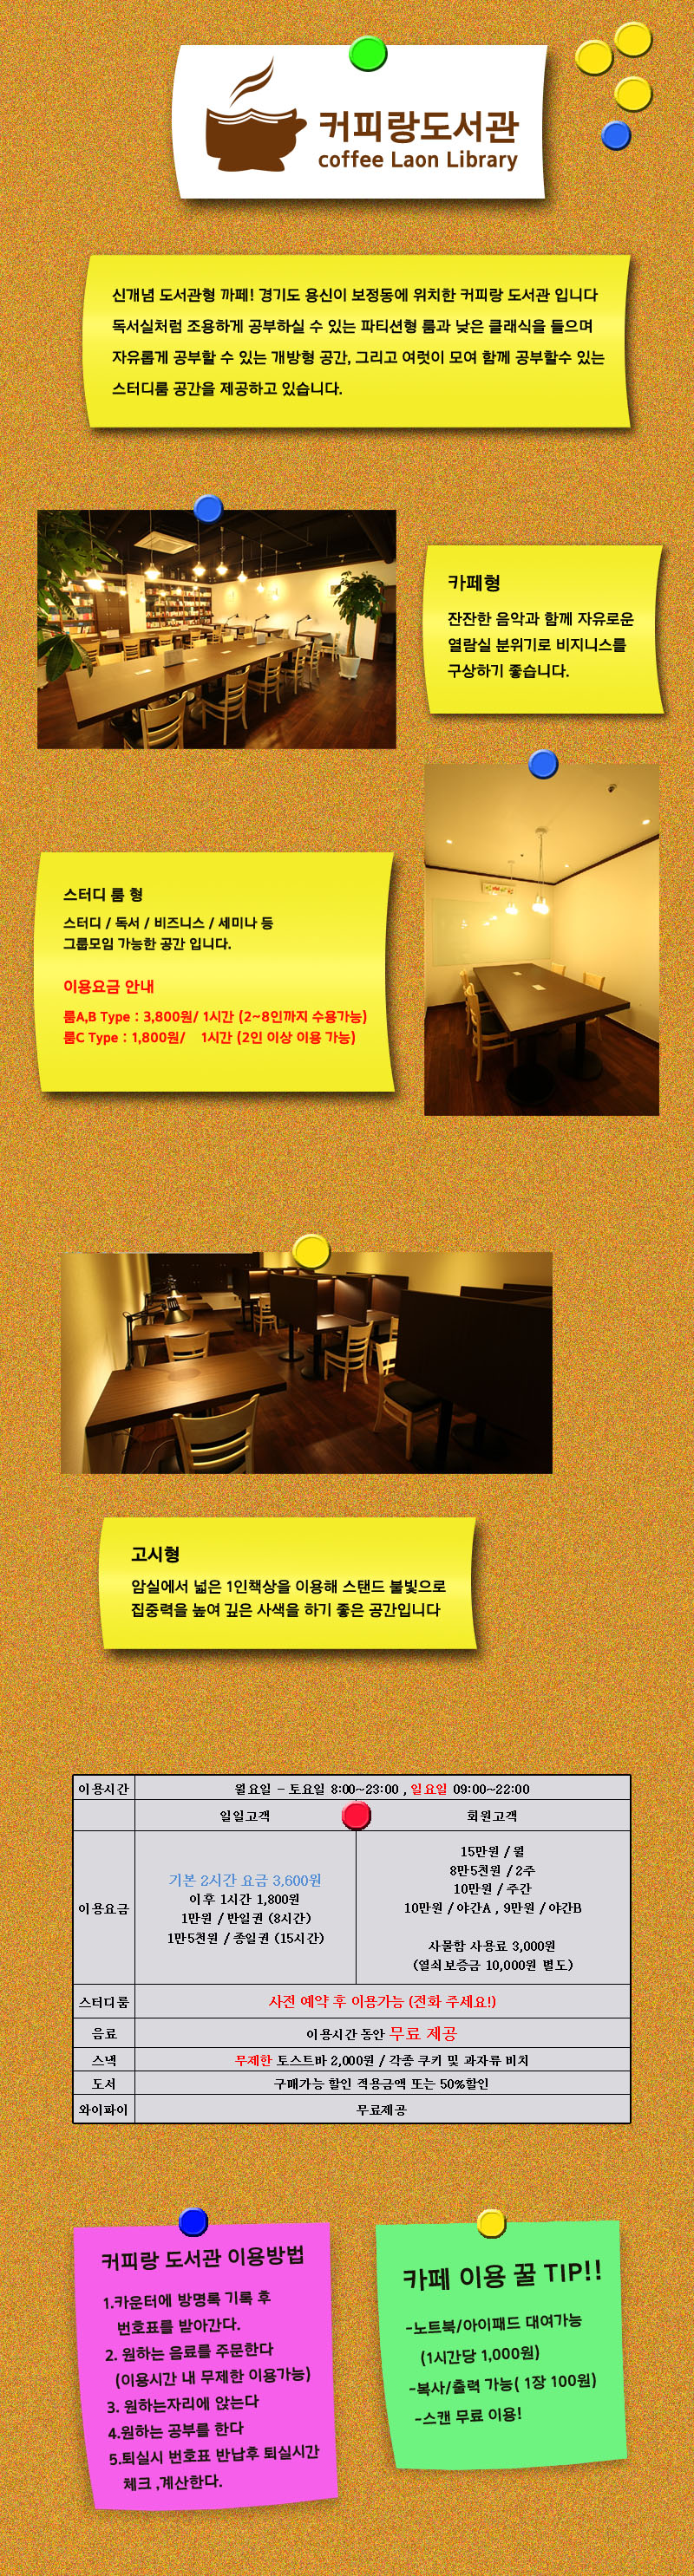 커피랑도서관
coffee Laon Library
신개념 도서관형 까페! 경기도 용신이 보정동에 위치한 커피랑 도서관 입니다
독서실처럼 조용하게 공부하실 수 있는 파티션형 룸과 낮은 클래식을 들으며
자유롭게 공부할 수 있는 개방형 공간, 그리고 여럿이 모여 함께 공부할수 있는
스터디룸 공간을 제공하고 있습니다.
카페형
잔잔한 음악과 함께 자유로운
열람실 분위기로 비지니스를
구상하기 좋습니다.
스터디 룸 형
스터디 / 독서 / 비즈니스 / 세미나 등
그룹모임 가능한 공간 입니다.
이용요금 안내
룸A,B Type : 3,800원/ 1시간 (2~8인까지 수용가능)
룸C Type : 1,800원/ 1시간 (2인 이상 이용 가능)
고시형
암실에서 넓은 1인책상을 이용해 스탠드 불빛으로
집중력을 높여 깊은 사색을 하기 좋은 공간입니다
이용시간 월요일 - 토요일 8:00~23:00 , 일요일 09:00~22:00
일일고객 회원고객
이용요금
기본 2시간 요금 3,600원
이후 1시간 1,800원
1만원 / 반일권 (8시간)
1만5천원 / 종일권 (15시간)
15만원 / 월
8만5천원 / 2주
10만원 / 주간
10만원 / 야간A , 9만원 / 야간B
사물함 사용료 3,000원
(열쇠보증금 10,000원 별도)
스터디룸 사전 예약 후 이용가능 (전화 주세요!)
음료 이용시간 동안 무료 제공
스낵 무제한 토스트바 2,000원 / 각종 쿠키 및 과자류 비치
도서 구매가능 할인 적용금액 또는 50%할인
와이파이 무료제공
커피랑 도서관 이용방법
1.카운터에 방명록 기록 후
번호표를 받아간다.
2. 원하는 음료를 주문한다
(이용시간 내 무제한 이용가능)
3. 원하는자리에 앉는다
4.원하는 공부를 한다
5.퇴실시 번호표 반납후 퇴실시간
체크 ,계산한다.
카페 이용 꿀 TIP!!
-노트북/아이패드 대여가능
(1시간당 1,000원)
-복사/출력 가능( 1장 100원)
-스캔 무료 이용!